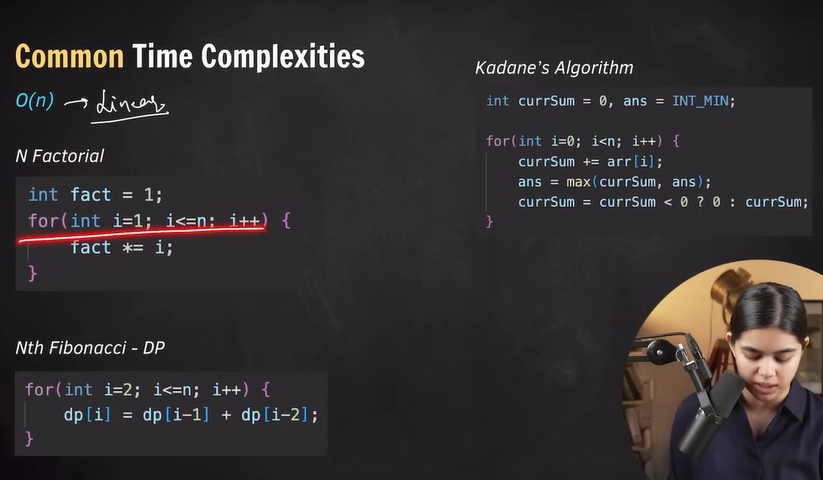 Common Time Complexities
O(n) → Linear
N Factorial
int fact = 1;
for(int i=1; i<=n; i++) {
fact *= i;
}
Nth Fibonacci - DP
for(int i=2; i<=n; i++) {
dp[i] = dp[i-1] + dp[i-2];
}
Kadane's Algorithm
int currSum = 0, ans = INT_MIN;
for(int i=0; i<n; i++) {
currSum += arr[i];
ans = max(currSum, ans);
currSum = currSum < 0 ? 0 : currSum;
}